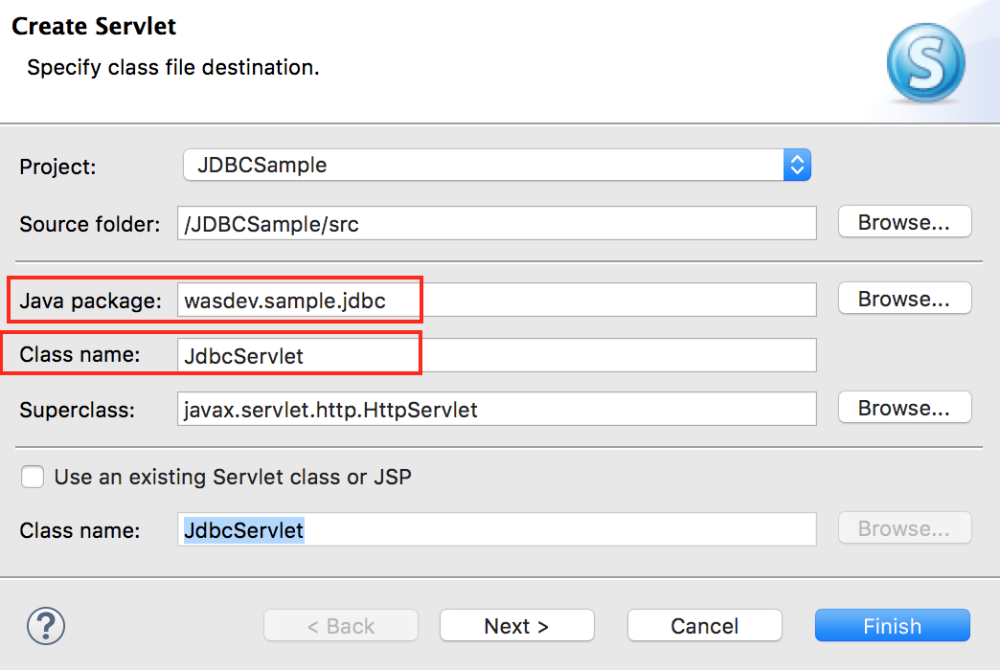 Create Servlet
Specify class file destination.
S
Project: JDBCSample
Source folder: /JDBCSample/src Browse...
Java package: wasdev.sample.jdbc Browse...
Class name: JdbcServlet
Superclass: javax.servlet.http.HttpServlet Browse...
Use an existing Servlet class or JSP
Class name: JdbcServlet Browse...
? < Back Next > Cancel Finish